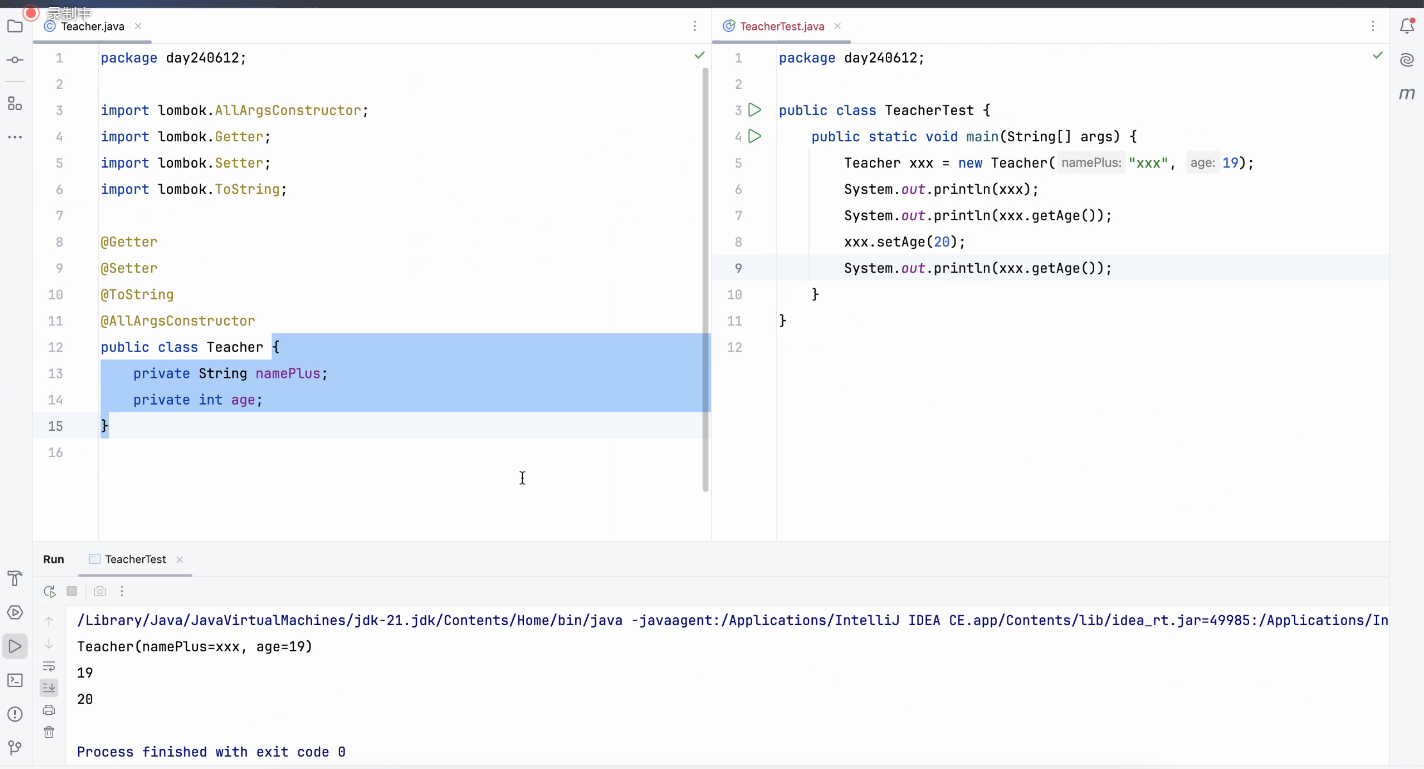 录制中
Teacher.java
1 package day240612;
2
3 import lombok.AllArgsConstructor;
4 import lombok.Getter;
5 import lombok.Setter;
6 import lombok.ToString;
7
8 @Getter
9 @Setter
10 @ToString
11 @AllArgsConstructor
12 public class Teacher {
13 private String namePlus;
14 private int age;
15 }
16
TeacherTest.java
1 package day240612;
2
3 public class TeacherTest {
4 public static void main(String[] args) {
5 Teacher xxx = new Teacher( namePlus: "xxx", age: 19);
6 System.out.println(xxx);
7 System.out.println(xxx.getAge());
8 xxx.setAge(20);
9 System.out.println(xxx.getAge());
10 }
11 }
12
m
Run TeacherTest
/Library/Java/JavaVirtualMachines/jdk-21.jdk/Contents/Home/bin/java -javaagent:/Applications/IntelliJ IDEA CE.app/Contents/lib/idea_rt.jar=49985:/Applications/In
Teacher(namePlus=xxx, age=19)
19
20
Process finished with exit code 0